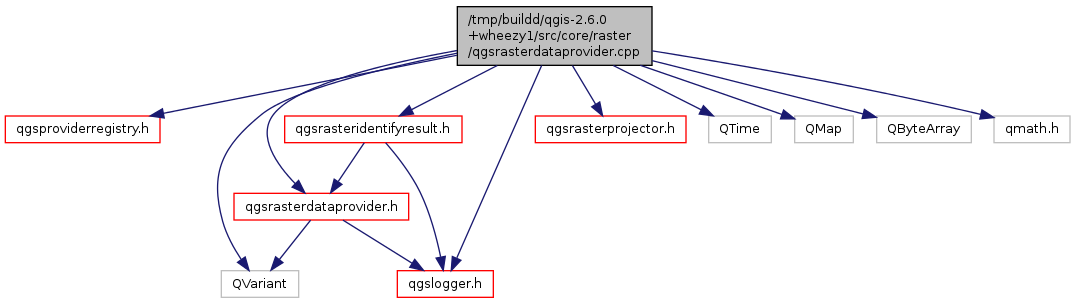 /tmp/buildd/qgis-2.6.0
+wheezy1/src/core/raster
/qgsrasterdataprovider.cpp
qgsproviderregistry.h
qgsrasteridentifyresult.h
qgsrasterprojector.h
QTime
QMap
QByteArray
qmath.h
qgsrasterdataprovider.h
QVariant
qgslogger.h